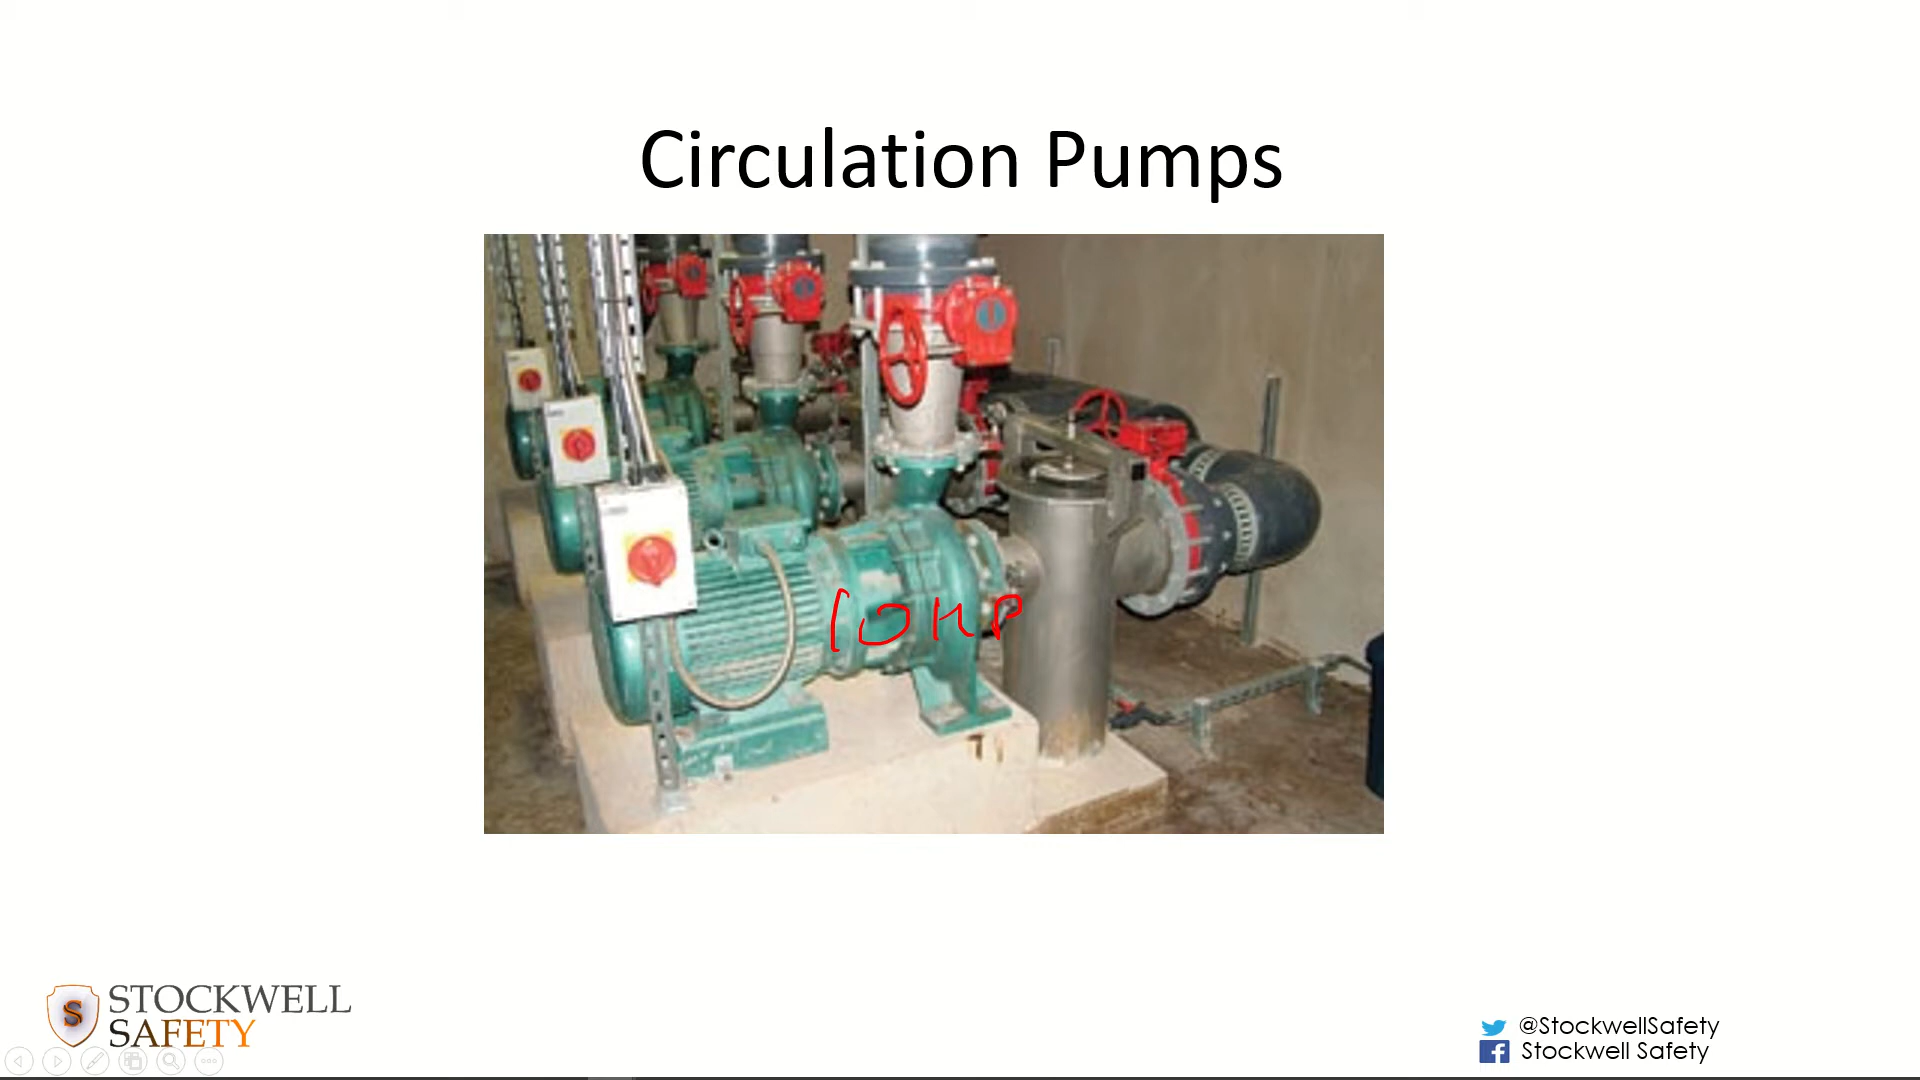 Circulation Pumps
10HP
STOCKWELL
SAFETY
@StockwellSafety
Stockwell Safety